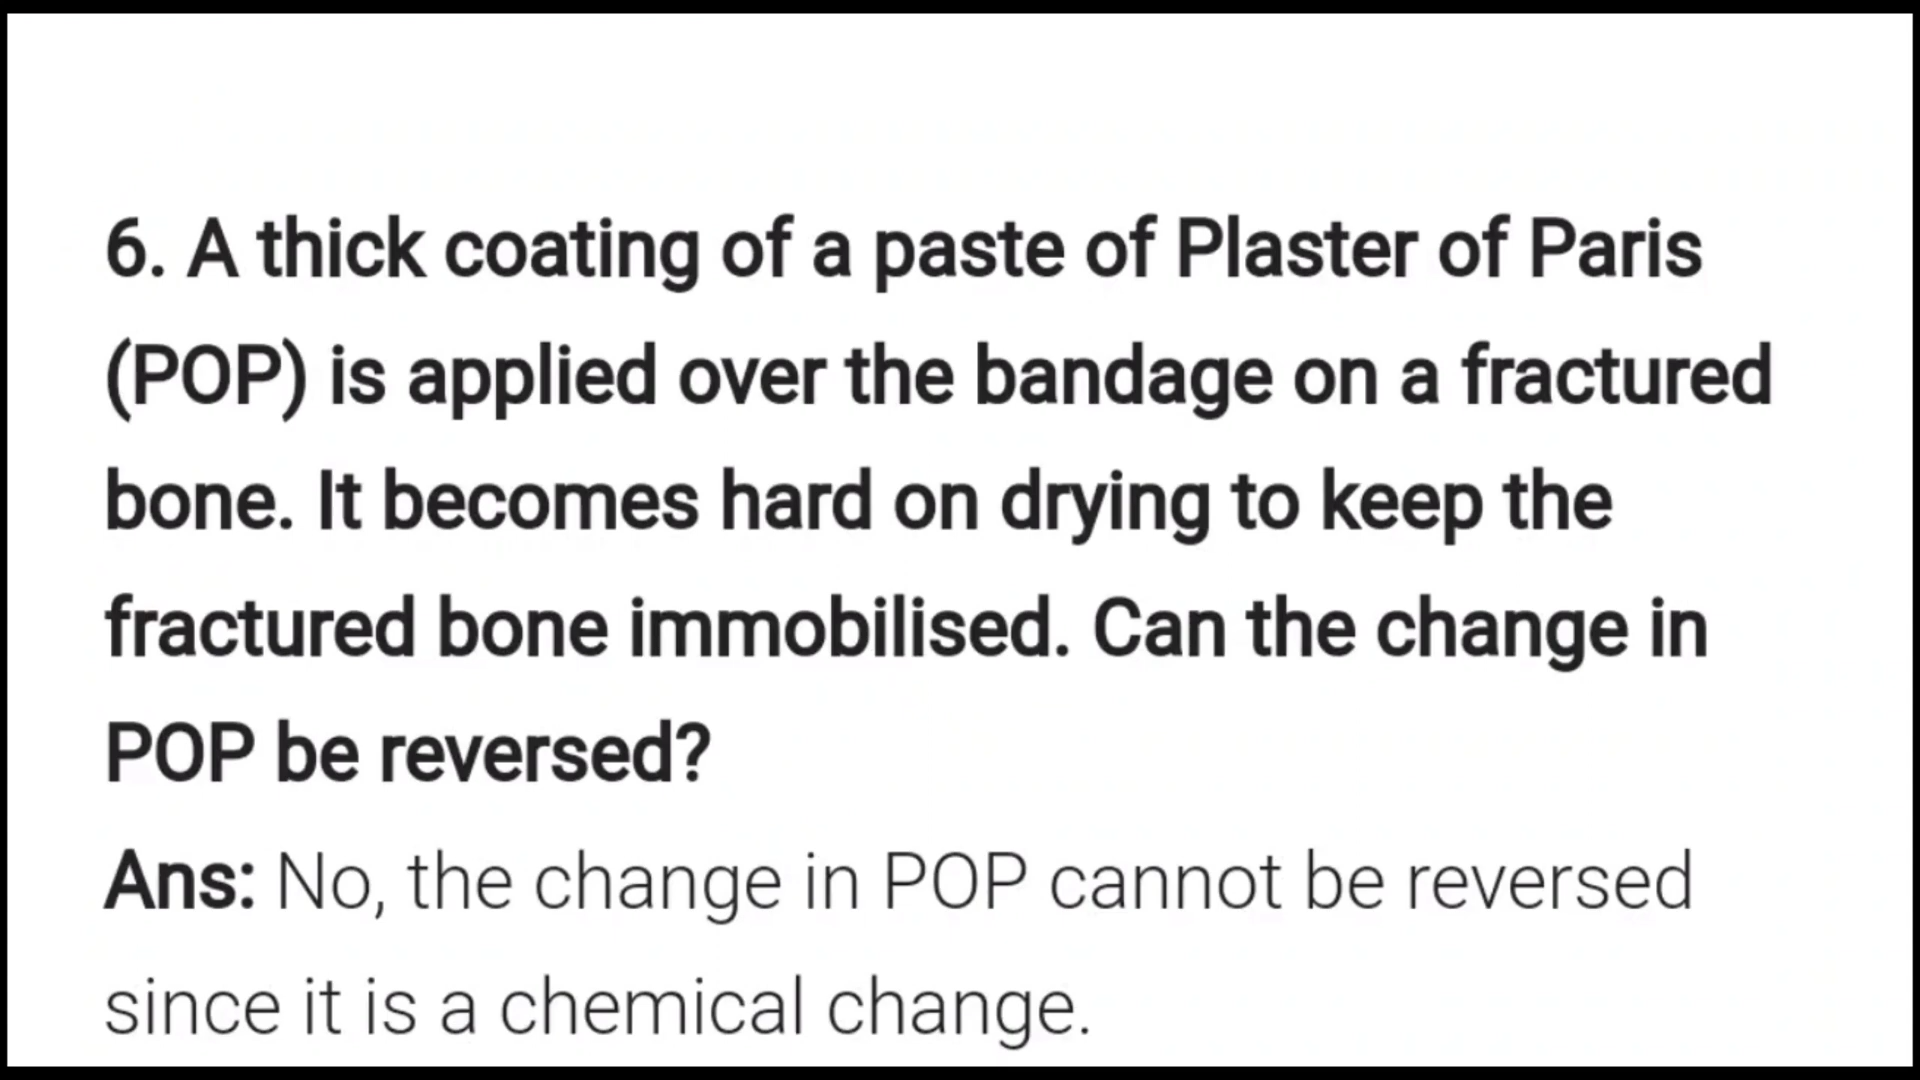 6. A thick coating of a paste of Plaster of Paris
(POP) is applied over the bandage on a fractured
bone. It becomes hard on drying to keep the
fractured bone immobilised. Can the change in
POP be reversed?
Ans: No, the change in POP cannot be reversed
since it is a chemical change.